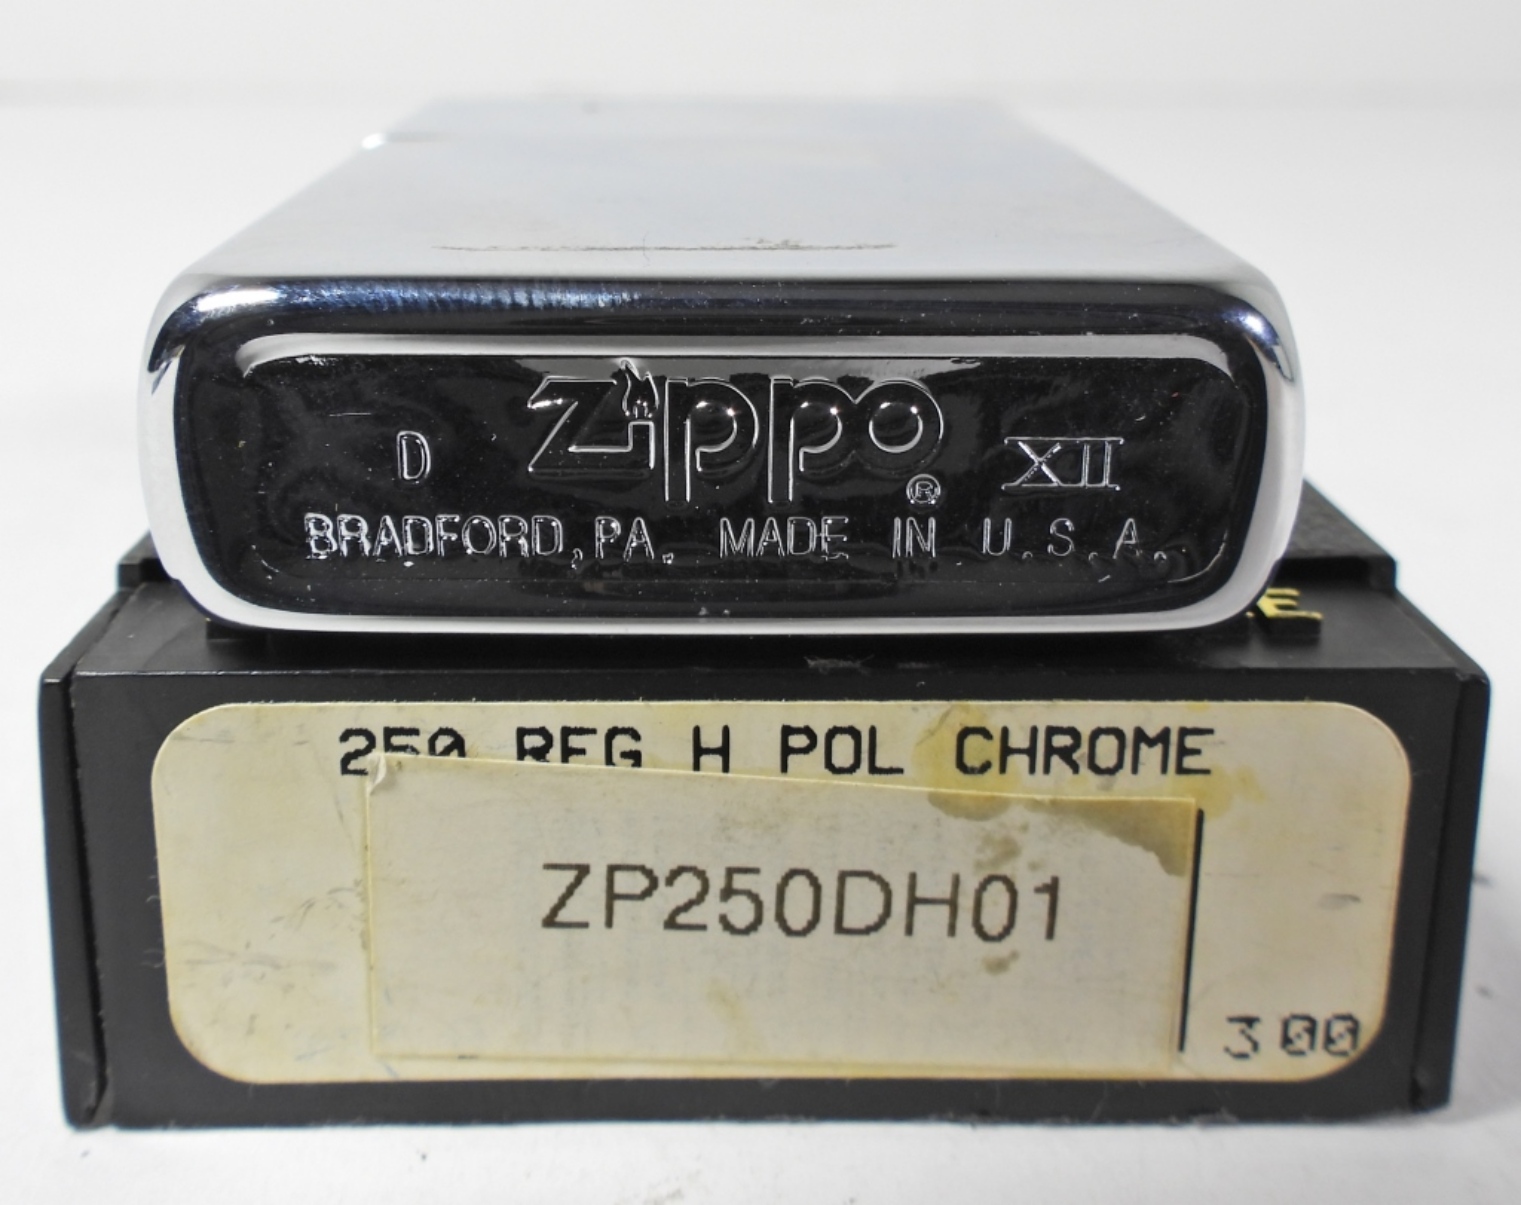 Zippo®
D XII
BRADFORD, PA. MADE IN U.S.A.
E
250 REG H POL CHROME
ZP250DH01
300